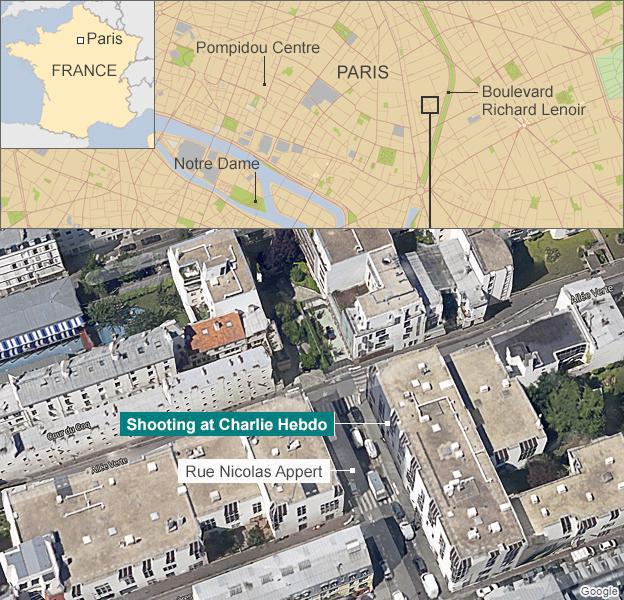 Paris
FRANCE
Pompidou Centre
PARIS
Boulevard
Richard Lenoir
Notre Dame
Allée Verte
Shooting at Charlie Hebdo
Cour du Coq
Allée Verte
Rue Nicolas Appert
Google